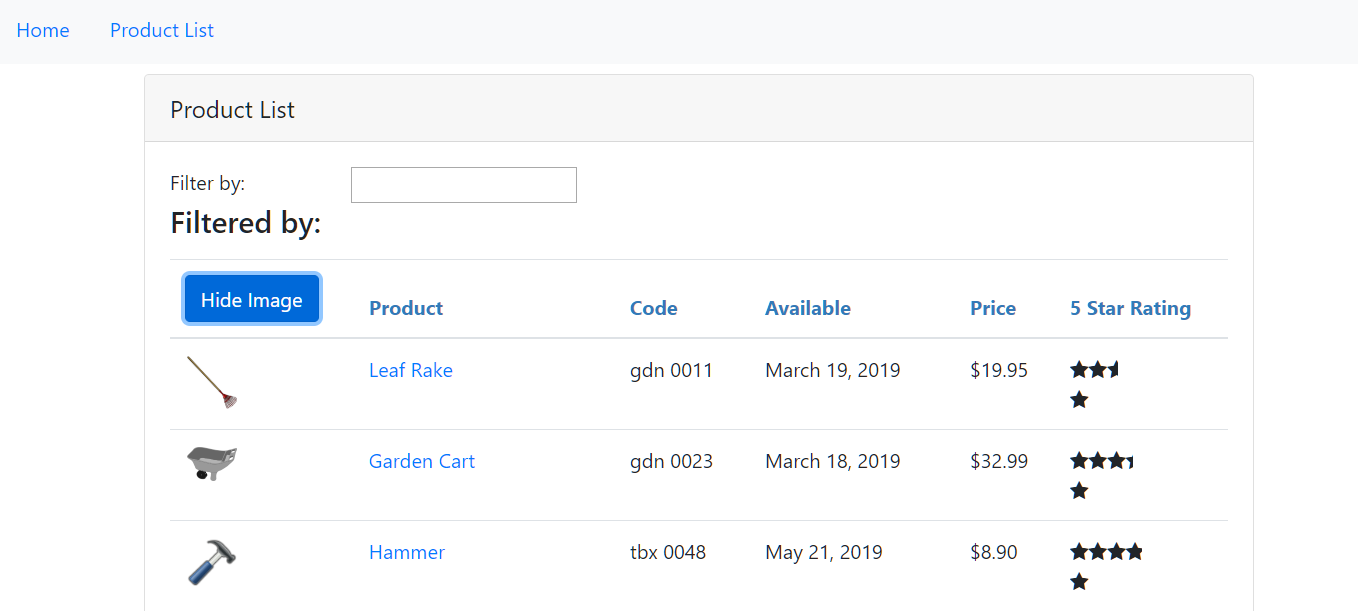 Home Product List
Product List
Filter by:
Filtered by:
Hide Image Product Code Available Price 5 Star Rating
Leaf Rake gdn 0011 March 19, 2019 $19.95
Garden Cart gdn 0023 March 18, 2019 $32.99
Hammer tbx 0048 May 21, 2019 $8.90